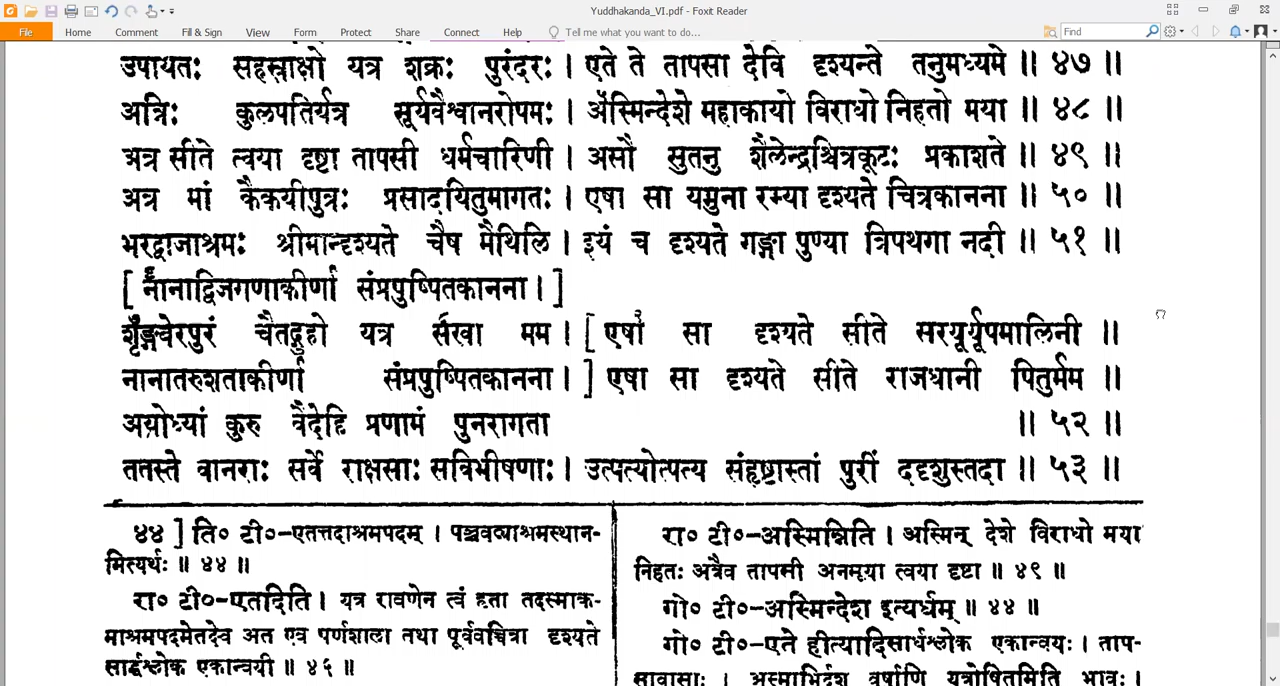 Yuddhakanda_VI.pdf - Foxit Reader
File Home Comment Fill & Sign View Form Protect Share Connect Help Tell me what you want to do... Find
उपायतः सहस्राक्षो यत्र शक्रः पुरंदरः । एते ते तापसा देवि दृश्यन्ते तनुमध्यमे ॥ ४७ ॥
अत्रिः कुलपतिर्यत्र सूर्यवैश्वानरोपमः । अस्मिन्देशे महाकायो विराधो निहतो मया ॥ ४८ ॥
अत्र सीते त्वया दृष्टा तापसी धर्मचारिणी । असौ सुतनु शैलेन्द्रश्चित्रकूटः प्रकाशते ॥ ४९ ॥
अत्र मां कैकयीपुत्रः प्रसादयितुमागतः । एषा सा यमुना रम्या दृश्यते चित्रकानना ॥ ५० ॥
भरद्वाजाश्रमः श्रीमान्दृश्यते चैष मैथिलि । इयं च दृश्यते गङ्गा पुण्या त्रिपथगा नदी ॥ ५१ ॥
[ नानाद्विजगणाकीर्णा संप्रपुष्पितकानना । ]
शृङ्गवेरपुरं चैतद्गुहो यत्र सखा मम । [ एषा सा दृश्यते सीते सरयूर्यूपमालिनी ॥
नानातरुशताकीर्णा संप्रपुष्पितकानना । ] एषा सा दृश्यते सीते राजधानी पितुर्मम ॥
अयोध्यां कुरु वैदेहि प्रणामं पुनरागता ॥ ५२ ॥
ततस्ते वानराः सर्वे राक्षसाः सविभीषणाः । उत्पत्योत्पत्य संहृष्टास्तां पुरीं ददृशुस्तदा ॥ ५३ ॥
४४ ] ति० टी०-एतत्तदाश्रमपदम् । पञ्चवट्याश्रमस्थान-
मित्यर्थः ॥ ४४ ॥
रा० टी०-एतदिति । यत्र रावणेन त्वं हृता तदस्माक-
माश्रमपदमेतदेव अत एव पर्णशाला तथा पूर्ववच्चित्रा दृश्यते
सार्द्धश्लोक एकान्वयी ॥ ४६ ॥
रा० टी०-अस्मिन्निति । अस्मिन् देशे विराधो मया
निहतः अत्रैव तापसी अनसूया त्वया दृष्टा ॥ ४९ ॥
गो० टी०-अस्मिन्देश इत्यर्धम् ॥ ४४ ॥
गो० टी०-एते हीत्यादिसार्धश्लोक एकान्वयः । ताप-
सावासाः । अस्माभिर्दश वर्षाणि यत्रोषितमिति भावः ।